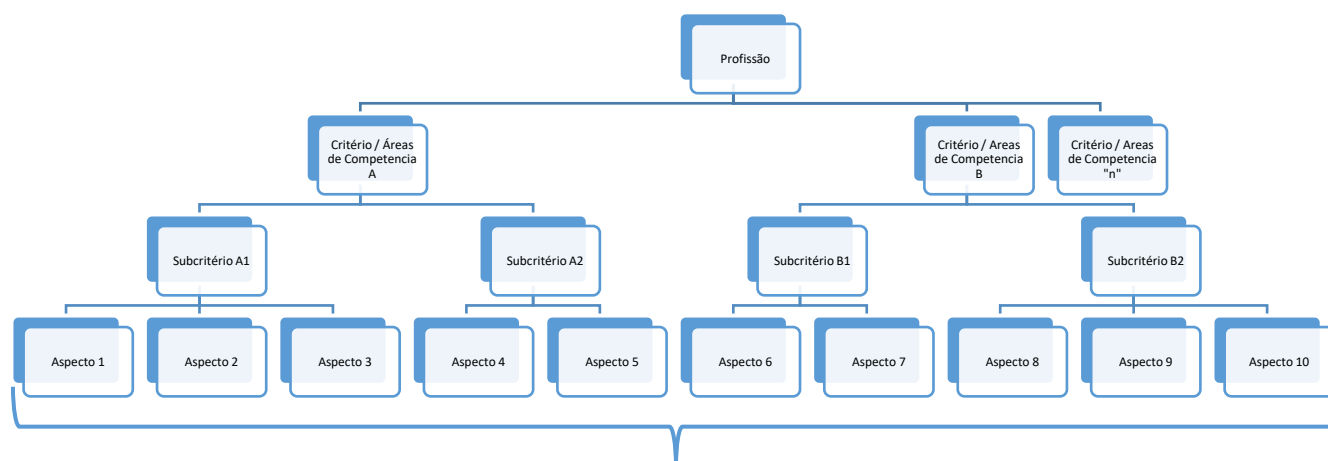 Profissão
Critério / Áreas
de Competencia
A
Critério / Areas
de Competencia
B
Critério / Areas
de Competencia
"n"
Subcritério A1
Subcritério A2
Subcritério B1
Subcritério B2
Aspecto 1
Aspecto 2
Aspecto 3
Aspecto 4
Aspecto 5
Aspecto 6
Aspecto 7
Aspecto 8
Aspecto 9
Aspecto 10